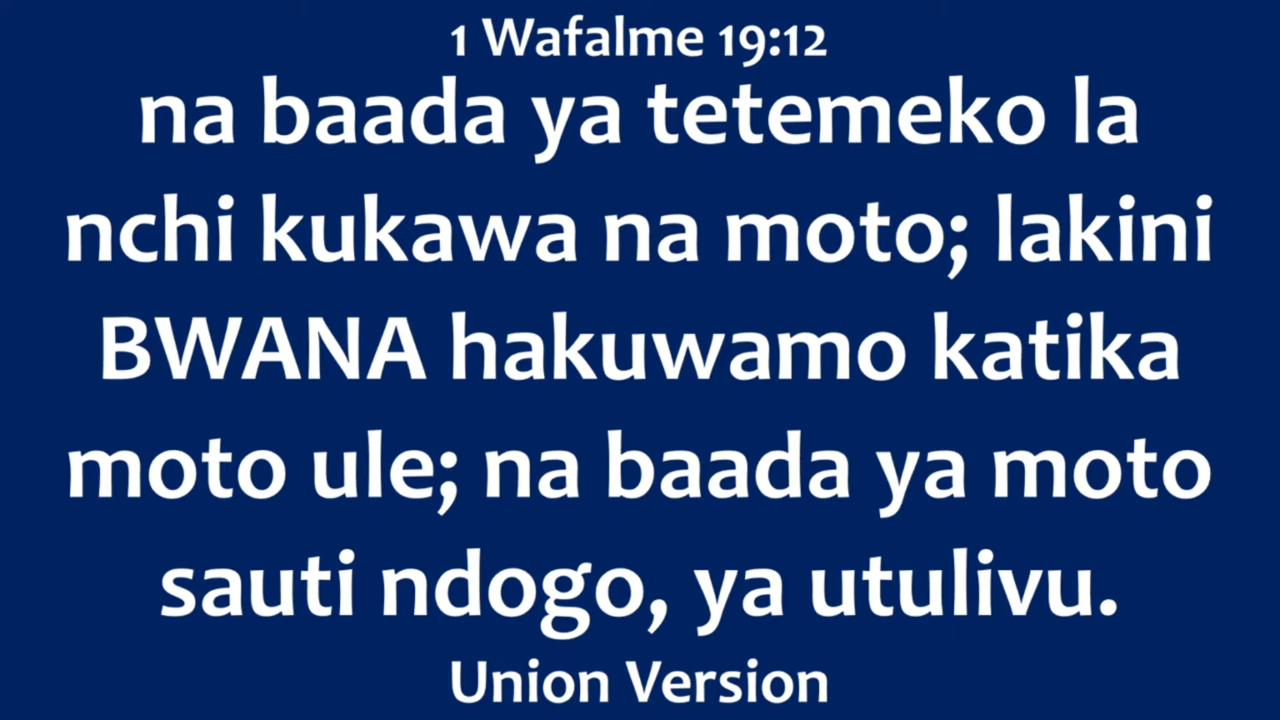 1 Wafalme 19:12
na baada ya tetemeko la
nchi kukawa na moto; lakini
BWANA hakuwamo katika
moto ule; na baada ya moto
sauti ndogo, ya utulivu.
Union Version